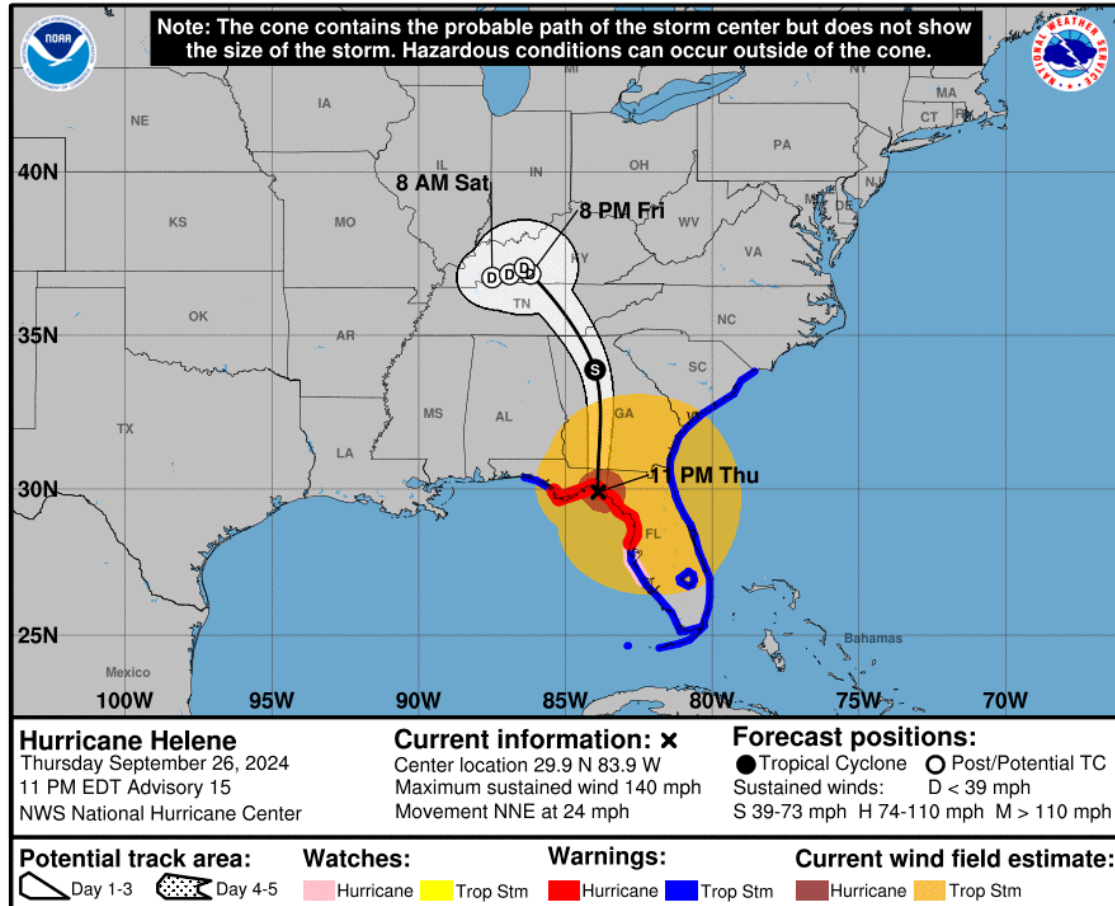 Note: The cone contains the probable path of the storm center but does not show
the size of the storm. Hazardous conditions can occur outside of the cone.
NOAA
NATIONAL WEATHER SERVICE
MI
NY
MA
CT
IA
NE
PA
40N
IL
IN
OH
NJ
8 AM Sat
DE
8 PM Fri
KS
MO
WV
VA
KY
D D D D
TN
OK
NC
35N
AR
S
SC
MS
AL
GA
TX
LA
11 PM Thu
30N
FL
25N
Bahamas
Mexico
100W 95W 90W 85W 80W 75W 70W
Hurricane Helene
Thursday September 26, 2024
11 PM EDT Advisory 15
NWS National Hurricane Center
Current information: ×
Center location 29.9 N 83.9 W
Maximum sustained wind 140 mph
Movement NNE at 24 mph
Forecast positions:
Tropical Cyclone Post/Potential TC
Sustained winds: D < 39 mph
S 39-73 mph H 74-110 mph M > 110 mph
Potential track area:
Day 1-3 Day 4-5
Watches:
Hurricane Trop Stm
Warnings:
Hurricane Trop Stm
Current wind field estimate:
Hurricane Trop Stm